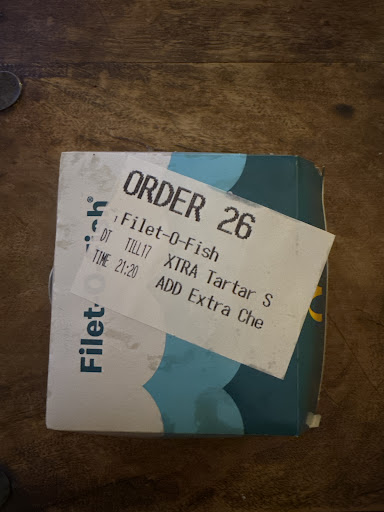 ORDER 26
Filet-O-Fish
DT TILL17 XTRA Tartar S
TIME 21:20 ADD Extra Che
Filet-O-Fish®